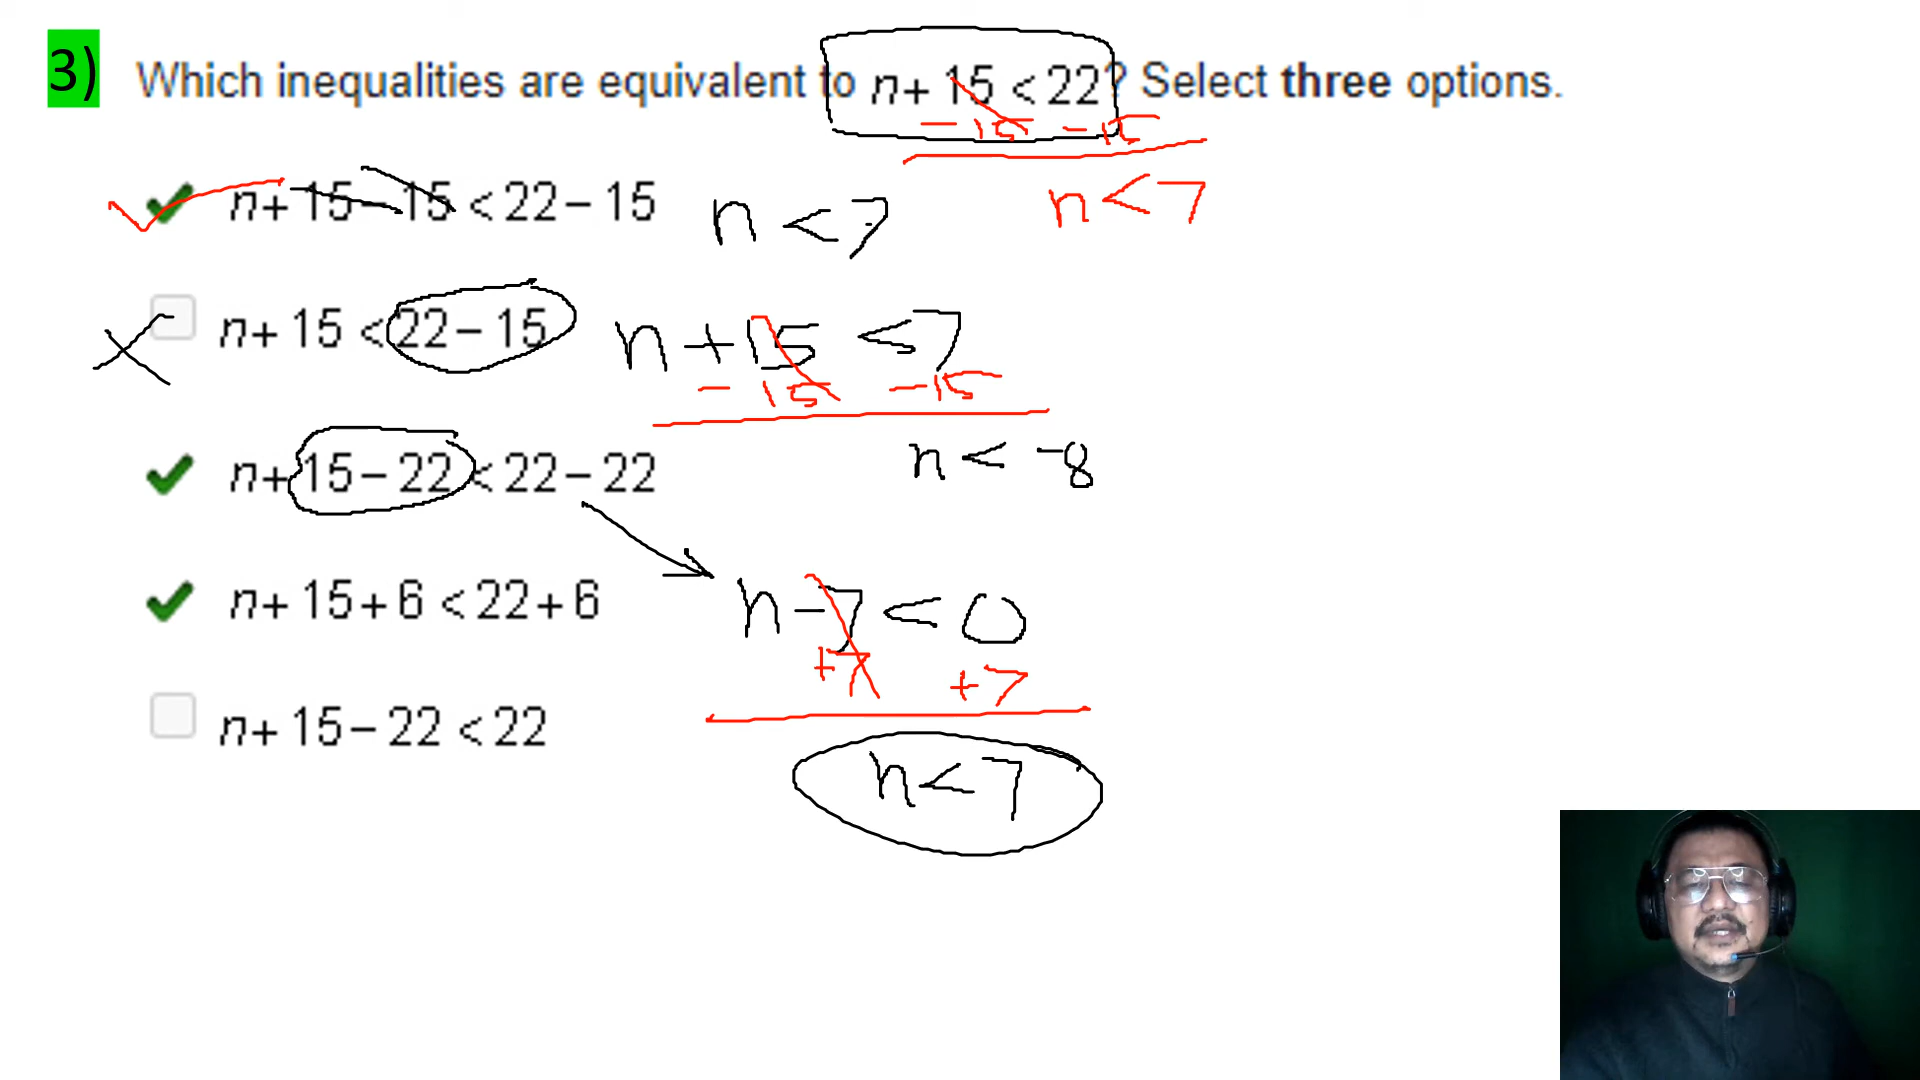 3) Which inequalities are equivalent to n + 15 < 22? Select three options.
- 15 - 15
n + 15 - 15 < 22 - 15 n < 7 n < 7
n + 15 < 22 - 15 n + 15 < 7
- 15 - 15
n + 15 - 22 < 22 - 22 n < -8
n + 15 + 6 < 22 + 6 n - 7 < 0
+7 +7
n + 15 - 22 < 22
n < 7